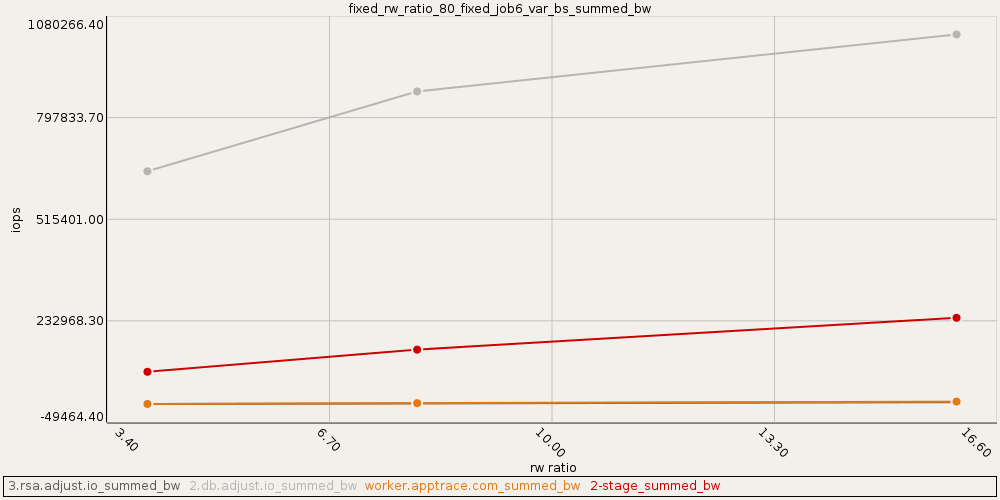 fixed_rw_ratio_80_fixed_job6_var_bs_summed_bw
1080266.40
797833.70
515401.00
232968.30
-49464.40
iops
3.40
6.70
10.00
13.30
16.60
rw ratio
3.rsa.adjust.io_summed_bw 2.db.adjust.io_summed_bw worker.apptrace.com_summed_bw 2-stage_summed_bw